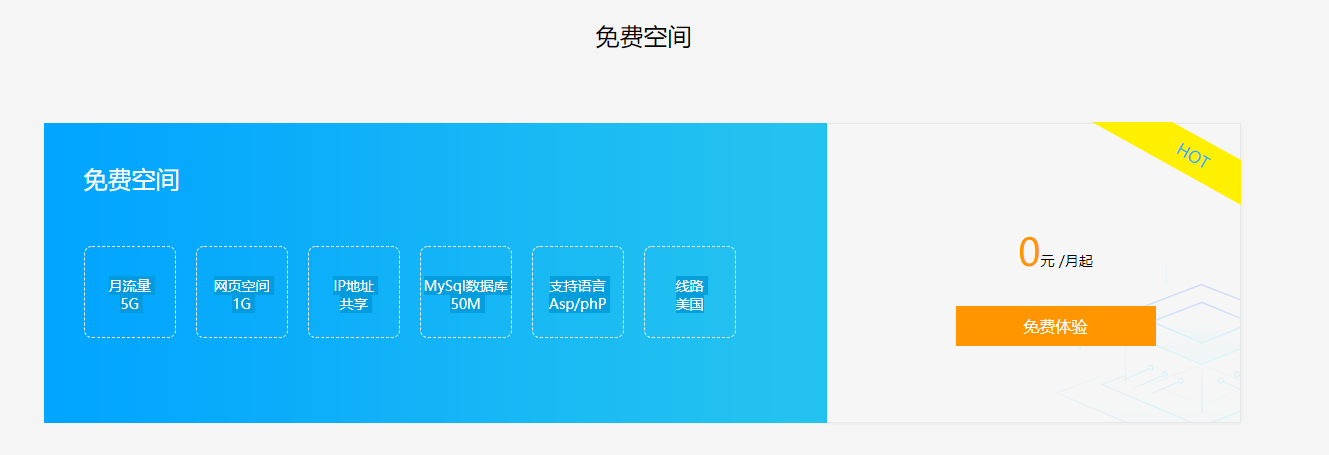 免费空间
免费空间
HOT
月流量
5G
网页空间
1G
IP地址
共享
MySql数据库
50M
支持语言
Asp/phP
线路
美国
0元 /月起
免费体验